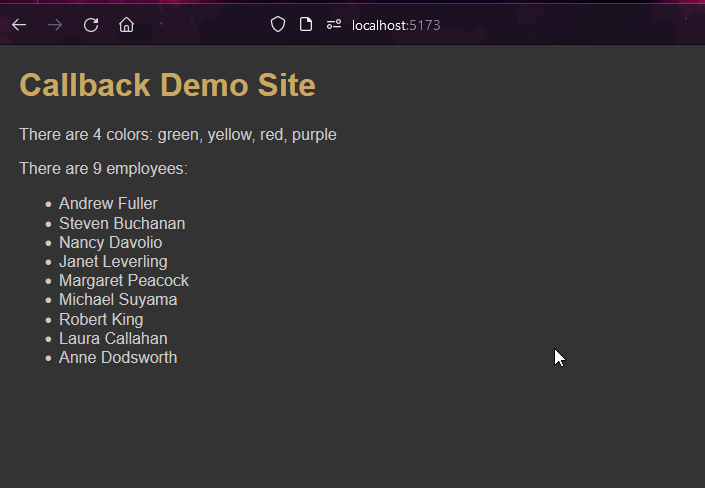 localhost:5173
Callback Demo Site
There are 4 colors: green, yellow, red, purple
There are 9 employees:
Andrew Fuller
Steven Buchanan
Nancy Davolio
Janet Leverling
Margaret Peacock
Michael Suyama
Robert King
Laura Callahan
Anne Dodsworth